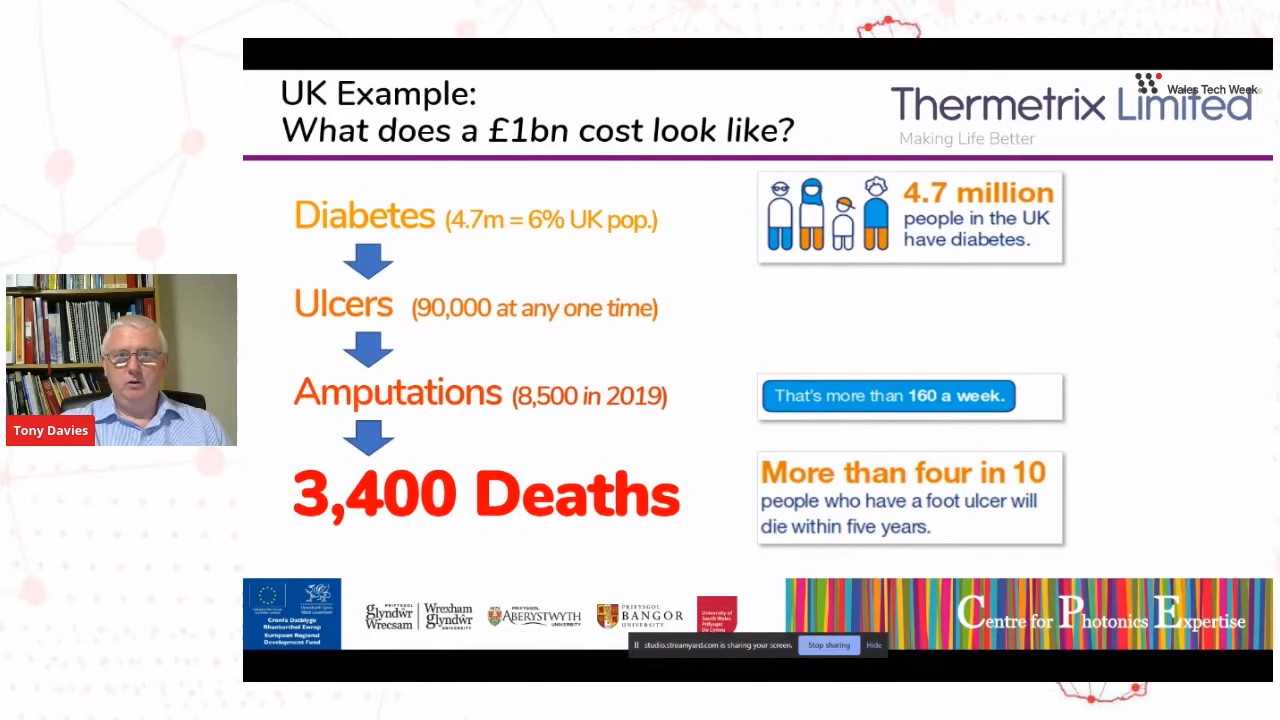 UK Example:
What does a £1bn cost look like?
Thermetrix Limited
Making Life Better
Wales Tech Week
Diabetes (4.7m = 6% UK pop.)
4.7 million
people in the UK
have diabetes.
Ulcers (90,000 at any one time)
Amputations (8,500 in 2019)
That's more than 160 a week.
3,400 Deaths
More than four in 10
people who have a foot ulcer will
die within five years.
Tony Davies
Cronfa Datblygu
Rhanbarthol Ewrop
European Regional
Development Fund
PRIFYSGOL
glyndŵr
Wrecsam
Wrexham
glyndŵr
UNIVERSITY
PRIFYSGOL
ABERYSTWYTH
UNIVERSITY
PRIFYSGOL
BANGOR
UNIVERSITY
University of
South Wales
Prifysgol
De Cymru
Centre for Photonics Expertise
studio.streamyard.com is sharing your screen.
Stop sharing
Hide